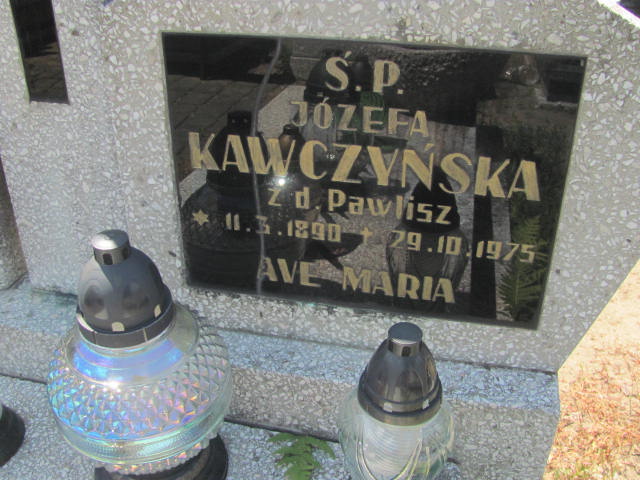 Ś. P.
JÓZEFA
KAWCZYŃSKA
z d. Pawlisz
* 11.3.1890 + 29.10.1975
AVE MARIA